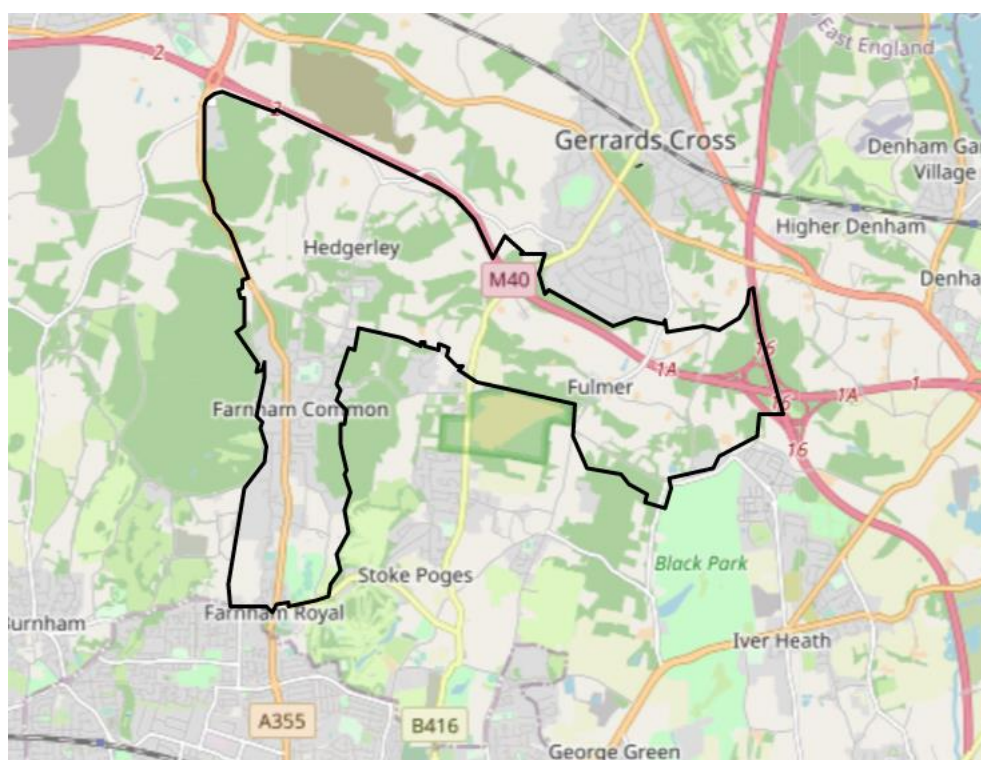 2
East England
2
Gerrards Cross
Denham Ga
Village
Higher Denham
Hedgerley
Denha
M40
16
1A
Fulmer
1A
1
16
Farnham Common
16
Black Park
Stoke Poges
Farnham Royal
Burnham
Iver Heath
A355
B416
George Green